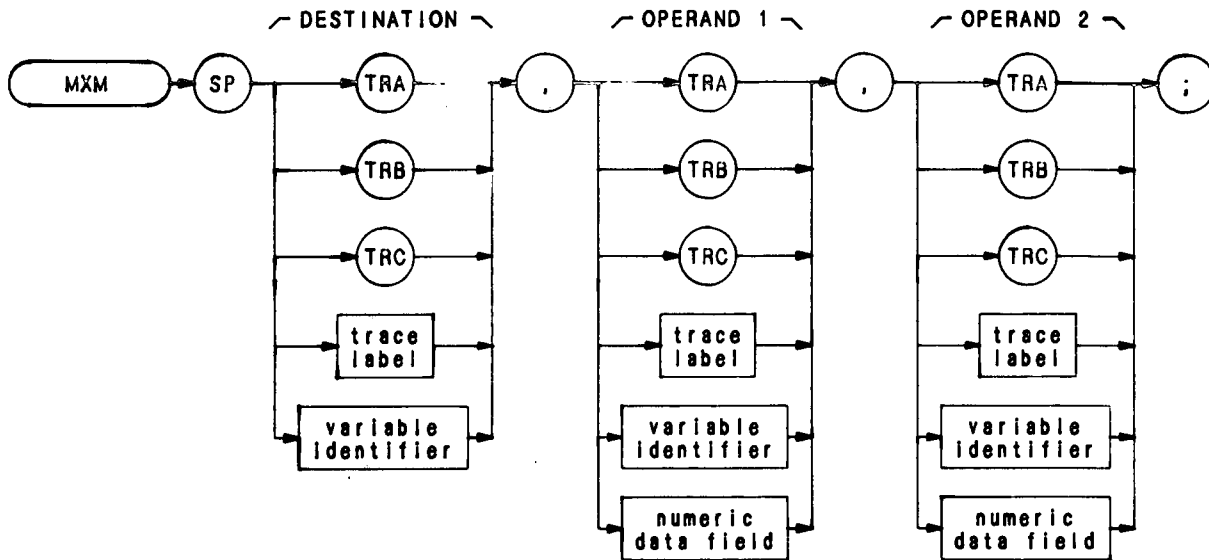 DESTINATION OPERAND 1 OPERAND 2
MXM SP TRA , TRA , TRA ;
TRB TRB TRB
TRC TRC TRC
trace label trace label trace label
variable identifier variable identifier variable identifier
numeric data field numeric data field